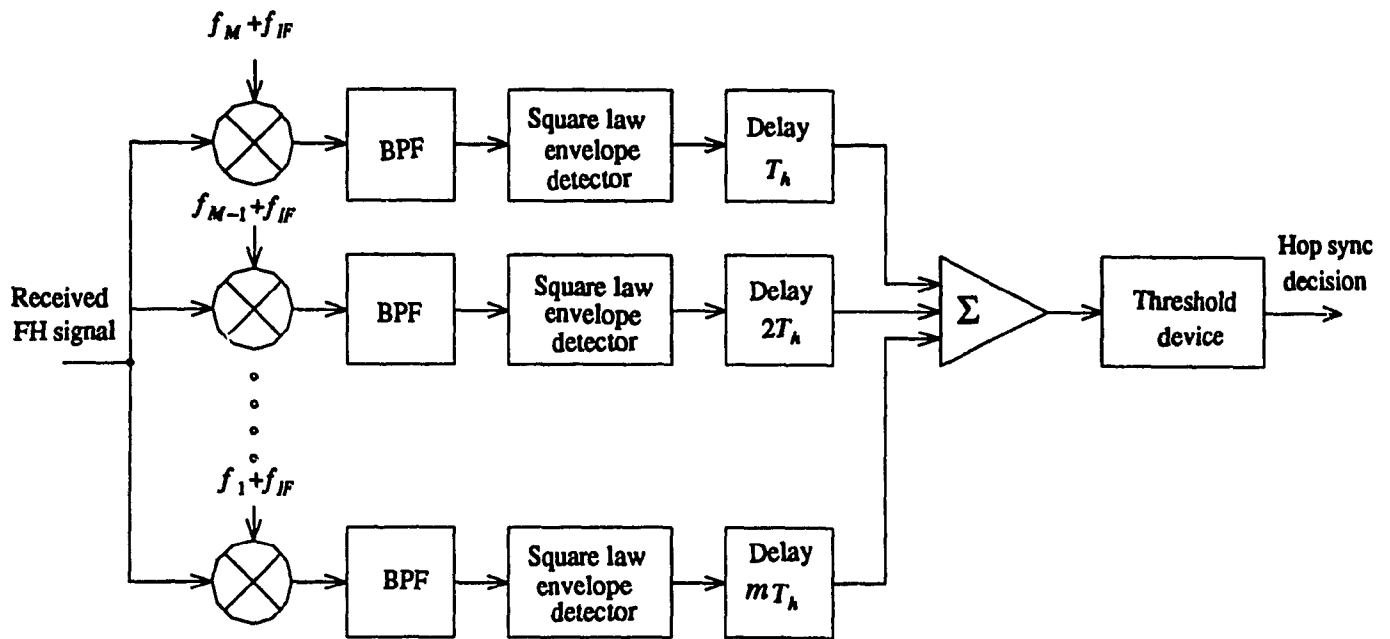 f_M + f_IF
BPF
Square law
envelope
detector
Delay
T_h
f_{M-1} + f_IF
Received
FH signal
BPF
Square law
envelope
detector
Delay
2T_h
Σ
Threshold
device
Hop sync
decision
f_1 + f_IF
BPF
Square law
envelope
detector
Delay
mT_h